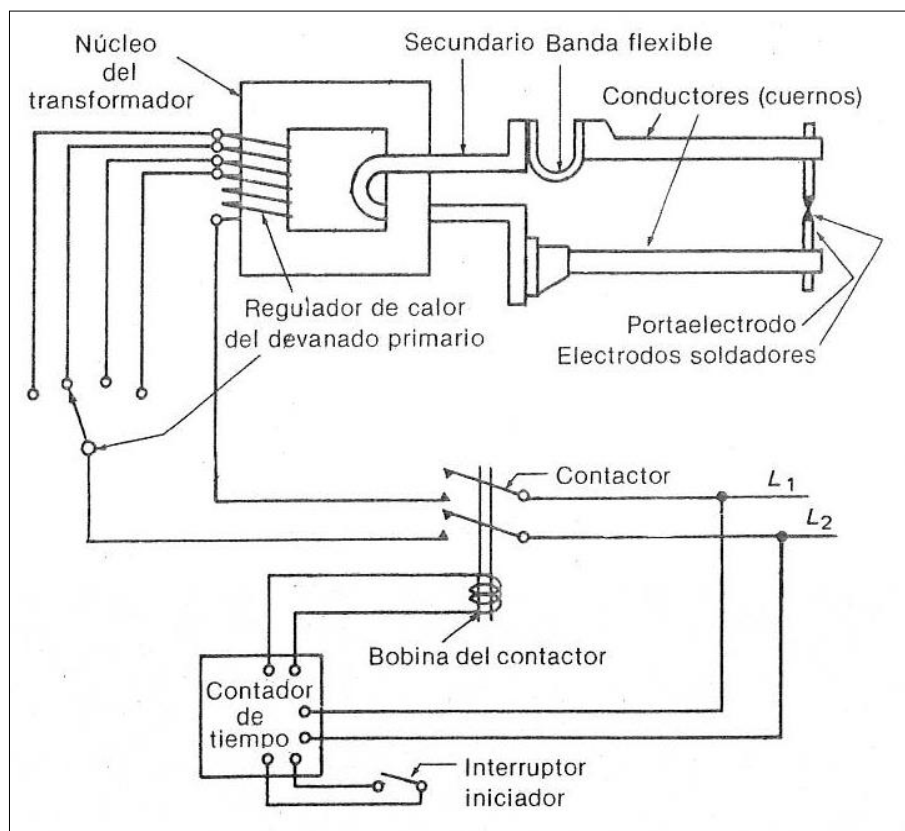 Núcleo
del
transformador
Secundario Banda flexible
Conductores (cuernos)
Regulador de calor
del devanado primario
Portaelectrodo
Electrodos soldadores
Contactor
L1
L2
Bobina del contactor
Contador
de
tiempo
Interruptor
iniciador